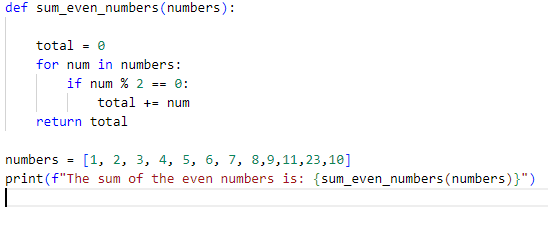 def sum_even_numbers(numbers):
    total = 0
    for num in numbers:
        if num % 2 == 0:
            total += num
    return total
numbers = [1, 2, 3, 4, 5, 6, 7, 8,9,11,23,10]
print(f"The sum of the even numbers is: {sum_even_numbers(numbers)}")